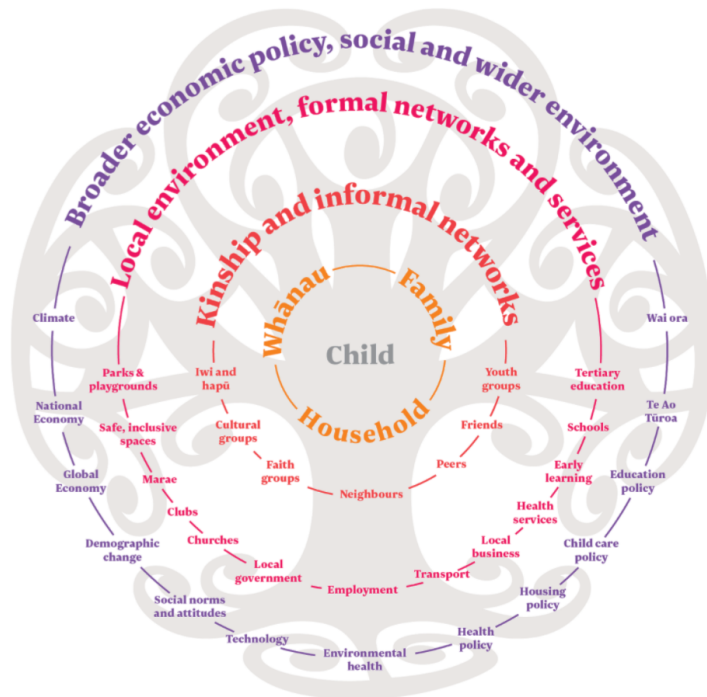 Broader economic policy, social and wider environment
Local environment, formal networks and services
Kinship and informal networks
Whānau
Family
Household
Child
Iwi and
hapū
Cultural
groups
Faith
groups
Neighbours
Peers
Friends
Youth
groups
Parks &
playgrounds
Safe, inclusive
spaces
Marae
Clubs
Churches
Local
government
Employment
Transport
Local
business
Health
services
Early
learning
Schools
Tertiary
education
Climate
National
Economy
Global
Economy
Demographic
change
Social norms
and attitudes
Technology
Environmental
health
Health
policy
Housing
policy
Child care
policy
Education
policy
Te Ao
Tūroa
Wai ora